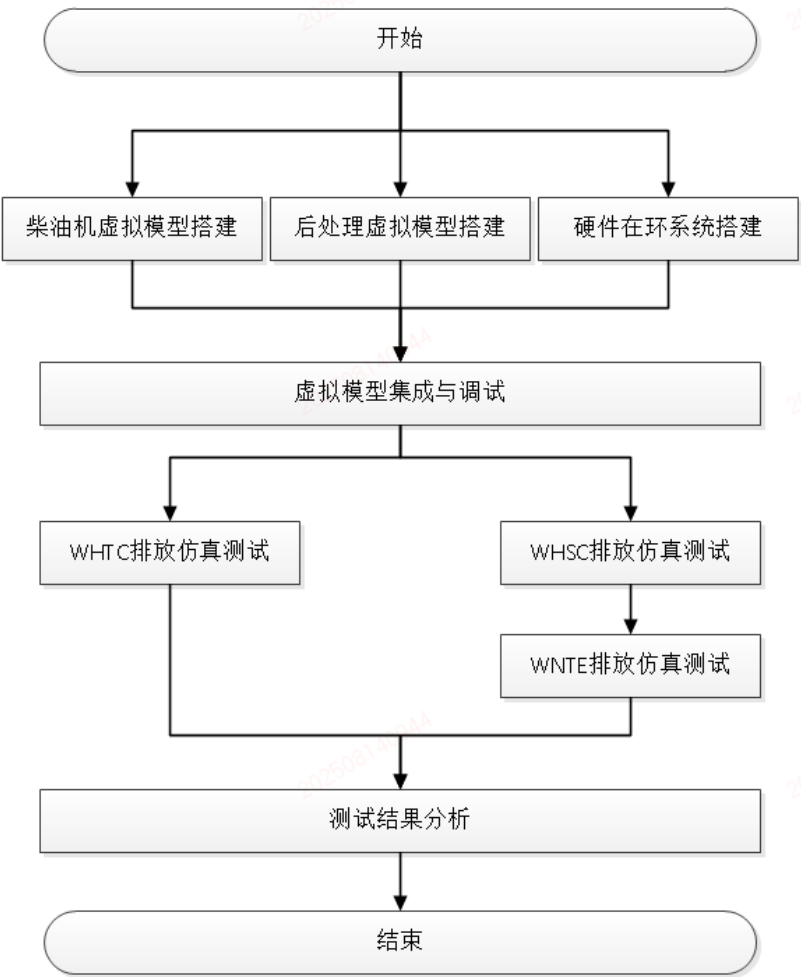 开始
柴油机虚拟模型搭建
后处理虚拟模型搭建
硬件在环系统搭建
虚拟模型集成与调试
WHTC排放仿真测试
WHSC排放仿真测试
WNTE排放仿真测试
测试结果分析
结束